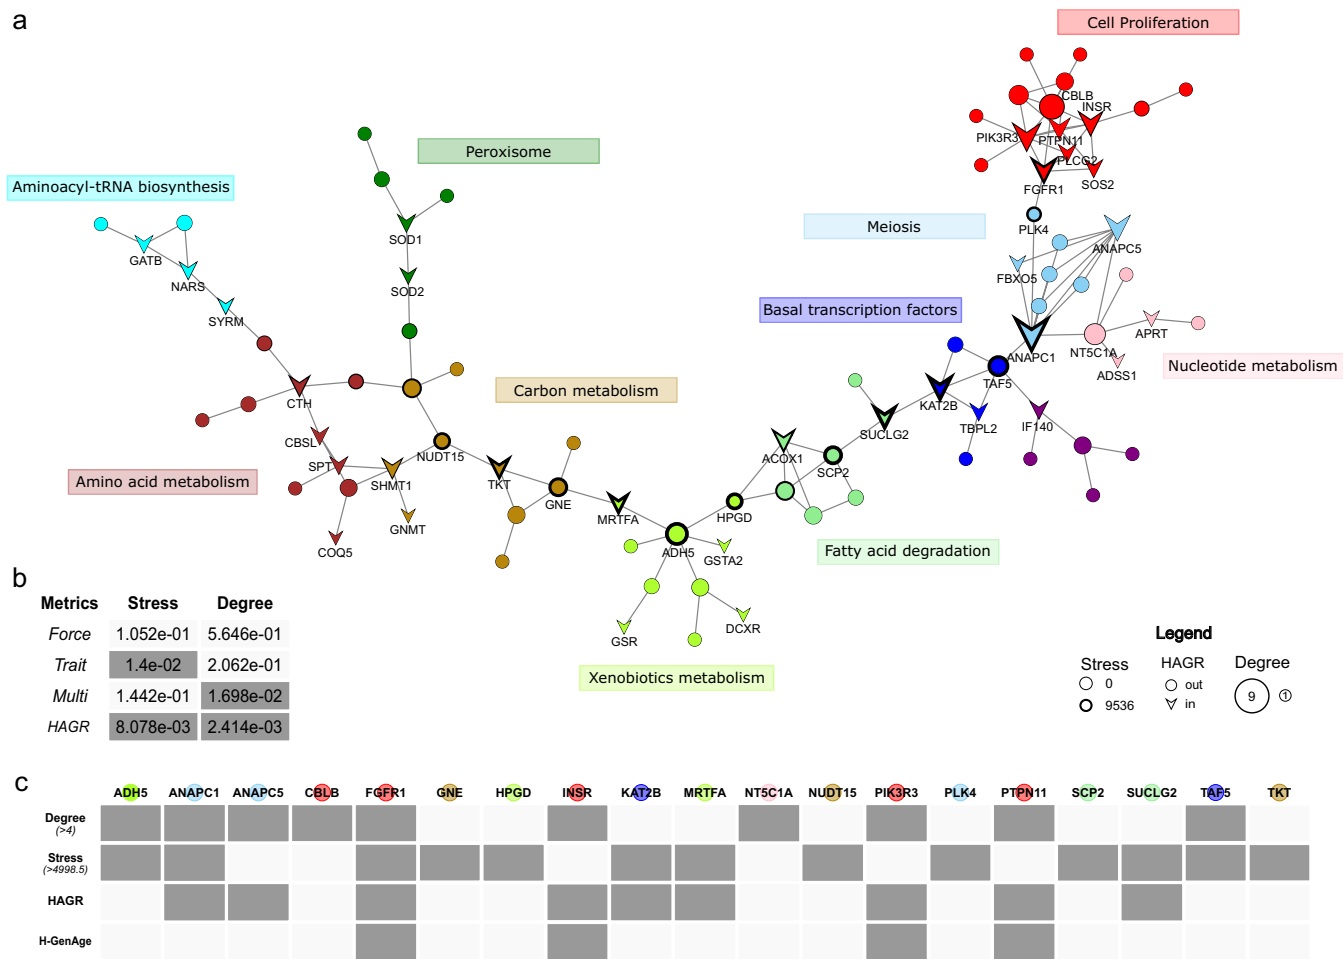 a
Cell Proliferation
CBLB
INSR
PIK3R3
PTPN11
PLCG2
FGFR1
SOS2
Peroxisome
Aminoacyl-tRNA biosynthesis
Meiosis
PLK4
ANAPC5
SOD1
GATB
FBXO5
NARS
SOD2
SYRM
Basal transcription factors
ANAPC1
NT5C1A
APRT
Nucleotide metabolism
ADSS1
TAF5
Carbon metabolism
CTH
KAT2B
SUCLG2
TBPL2
IF140
CBSL
NUDT15
ACOX1
SCP2
SPT
Amino acid metabolism
SHMT1
TKT
GNE
MRTFA
HPGD
GNMT
COQ5
ADH5
GSTA2
Fatty acid degradation
GSR
DCXR
Xenobiotics metabolism
b
Metrics Stress Degree
Force 1.052e-01 5.646e-01
Trait 1.4e-02 2.062e-01
Multi 1.442e-01 1.698e-02
HAGR 8.078e-03 2.414e-03
Legend
Stress HAGR Degree
0 out 9 1
9536 in
c
ADH5 ANAPC1 ANAPC5 CBLB FGFR1 GNE HPGD INSR KAT2B MRTFA NT5C1A NUDT15 PIK3R3 PLK4 PTPN11 SCP2 SUCLG2 TAF5 TKT
Degree
(>4)
Stress
(>4998.5)
HAGR
H-GenAge